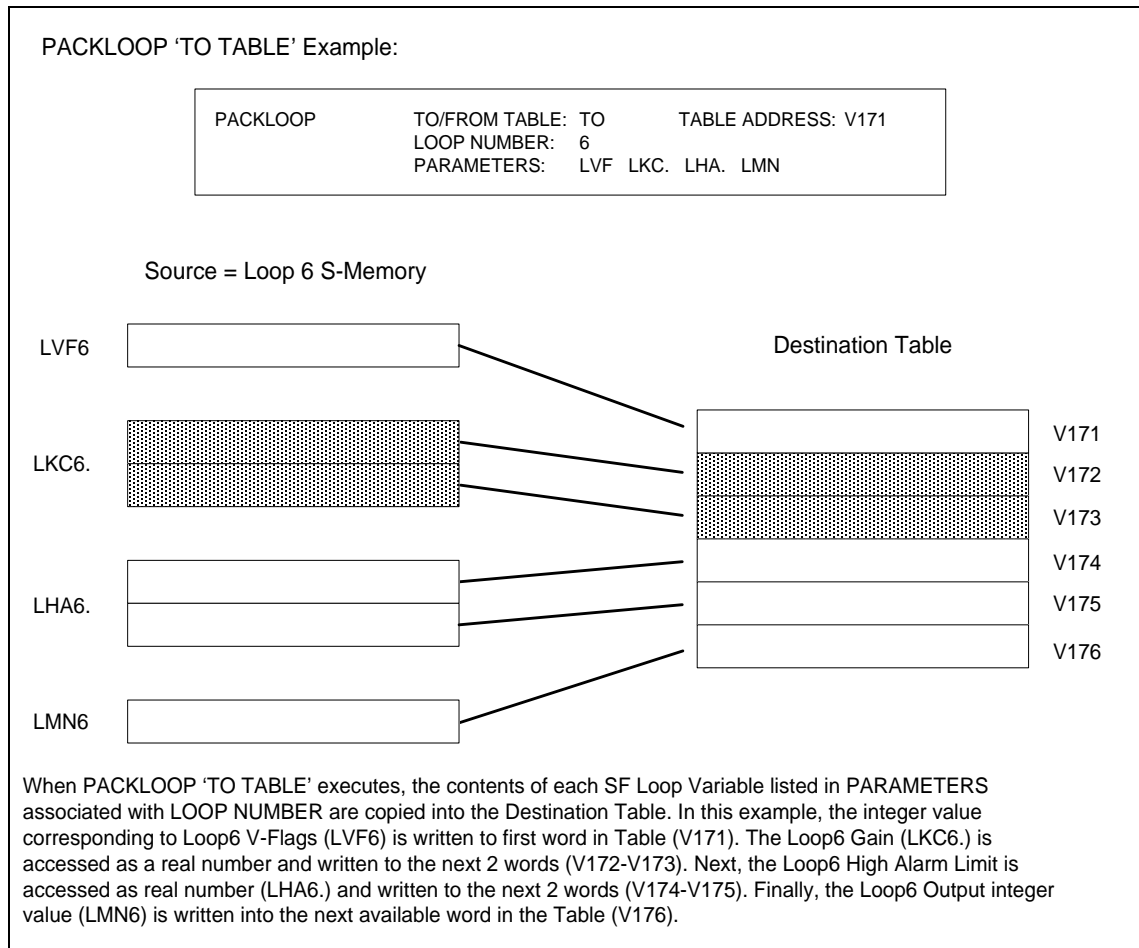 PACKLOOP ‘TO TABLE’ Example:
PACKLOOP TO/FROM TABLE: TO TABLE ADDRESS: V171
LOOP NUMBER: 6
PARAMETERS: LVF LKC. LHA. LMN
Source = Loop 6 S-Memory
LVF6
Destination Table
V171
LKC6.
V172
V173
V174
LHA6.
V175
V176
LMN6
When PACKLOOP ‘TO TABLE’ executes, the contents of each SF Loop Variable listed in PARAMETERS
associated with LOOP NUMBER are copied into the Destination Table. In this example, the integer value
corresponding to Loop6 V-Flags (LVF6) is written to first word in Table (V171). The Loop6 Gain (LKC6.) is
accessed as a real number and written to the next 2 words (V172-V173). Next, the Loop6 High Alarm Limit is
accessed as real number (LHA6.) and written to the next 2 words (V174-V175). Finally, the Loop6 Output integer
value (LMN6) is written into the next available word in the Table (V176).